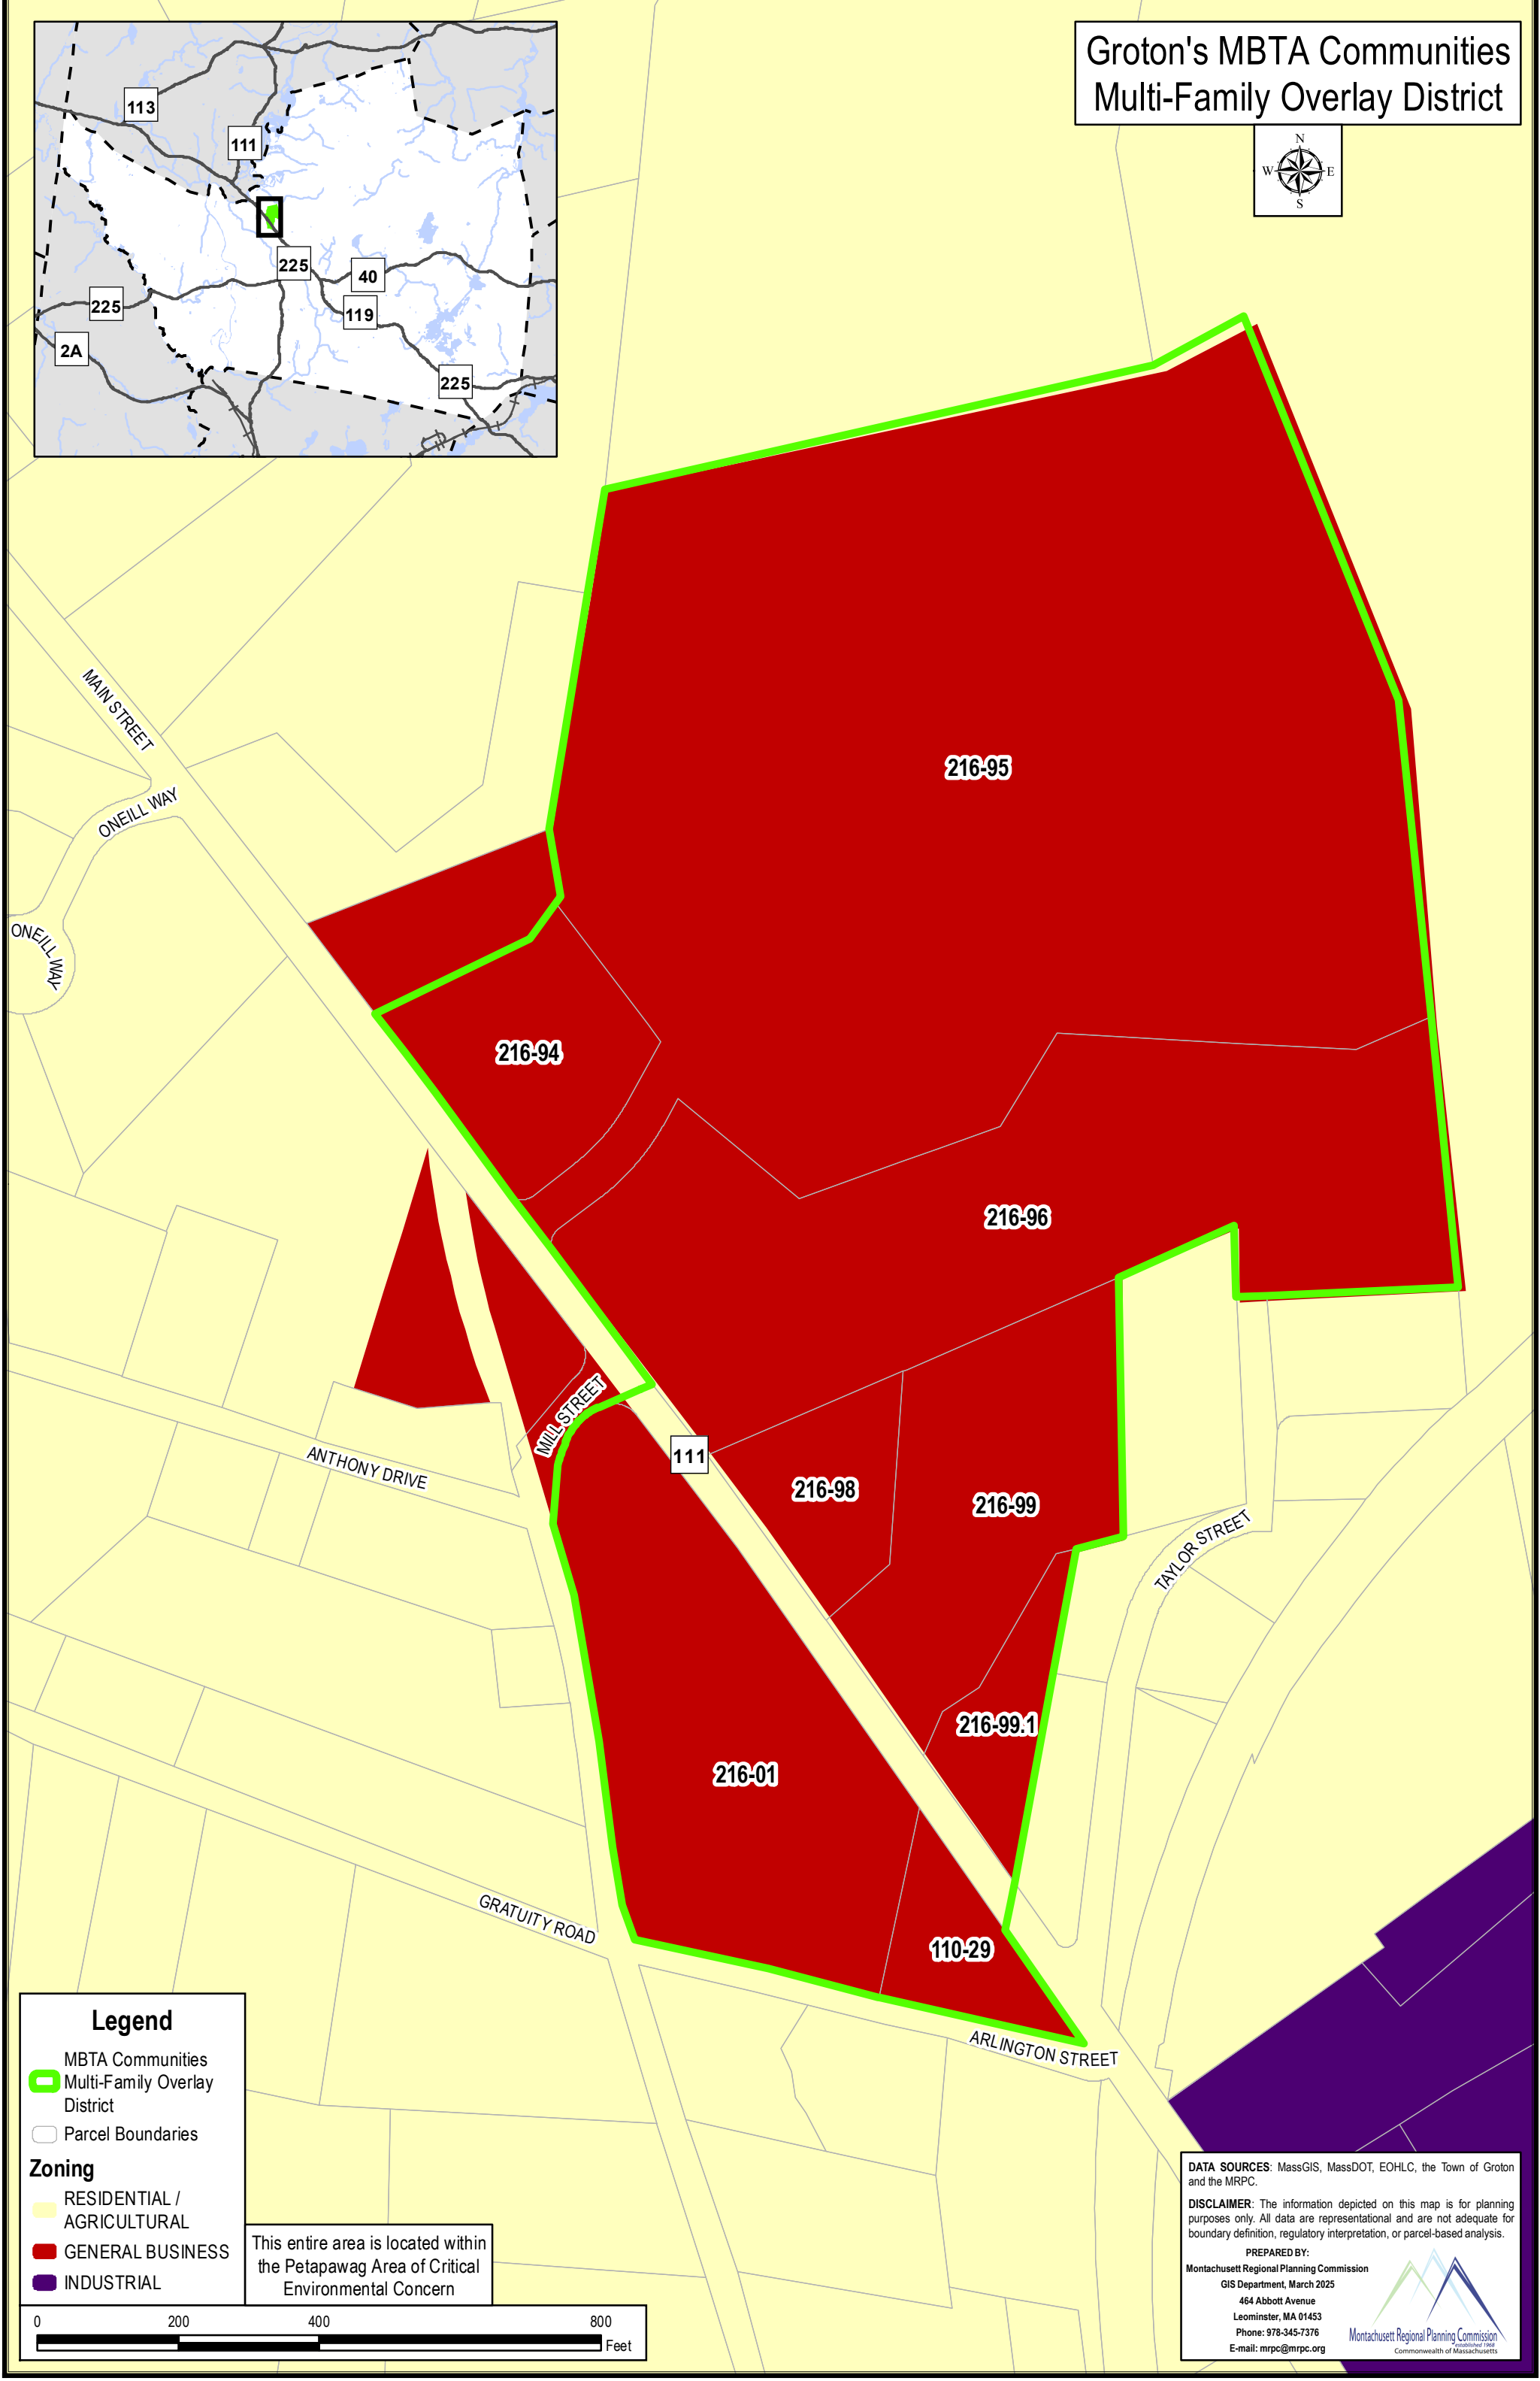 Groton's MBTA Communities
Multi-Family Overlay District
N
W
E
S
113
111
225
40
225
119
2A
225
216-95
MAIN STREET
ONEILL WAY
ONEILL WAY
216-94
216-96
MILL STREET
111
ANTHONY DRIVE
216-98
216-99
TAYLOR STREET
216-99.1
216-01
GRATUITY ROAD
110-29
ARLINGTON STREET
Legend
MBTA Communities
Multi-Family Overlay
District
Parcel Boundaries
Zoning
RESIDENTIAL /
AGRICULTURAL
GENERAL BUSINESS
INDUSTRIAL
This entire area is located within
the Petapawag Area of Critical
Environmental Concern
0 200 400 800
Feet
DATA SOURCES: MassGIS, MassDOT, EOHLC, the Town of Groton
and the MRPC.
DISCLAIMER: The information depicted on this map is for planning
purposes only. All data are representational and are not adequate for
boundary definition, regulatory interpretation, or parcel-based analysis.
PREPARED BY:
Montachusett Regional Planning Commission
GIS Department, March 2025
464 Abbott Avenue
Leominster, MA 01453
Phone: 978-345-7376
E-mail: mrpc@mrpc.org
Montachusett Regional Planning Commission
established 1968
Commonwealth of Massachusetts